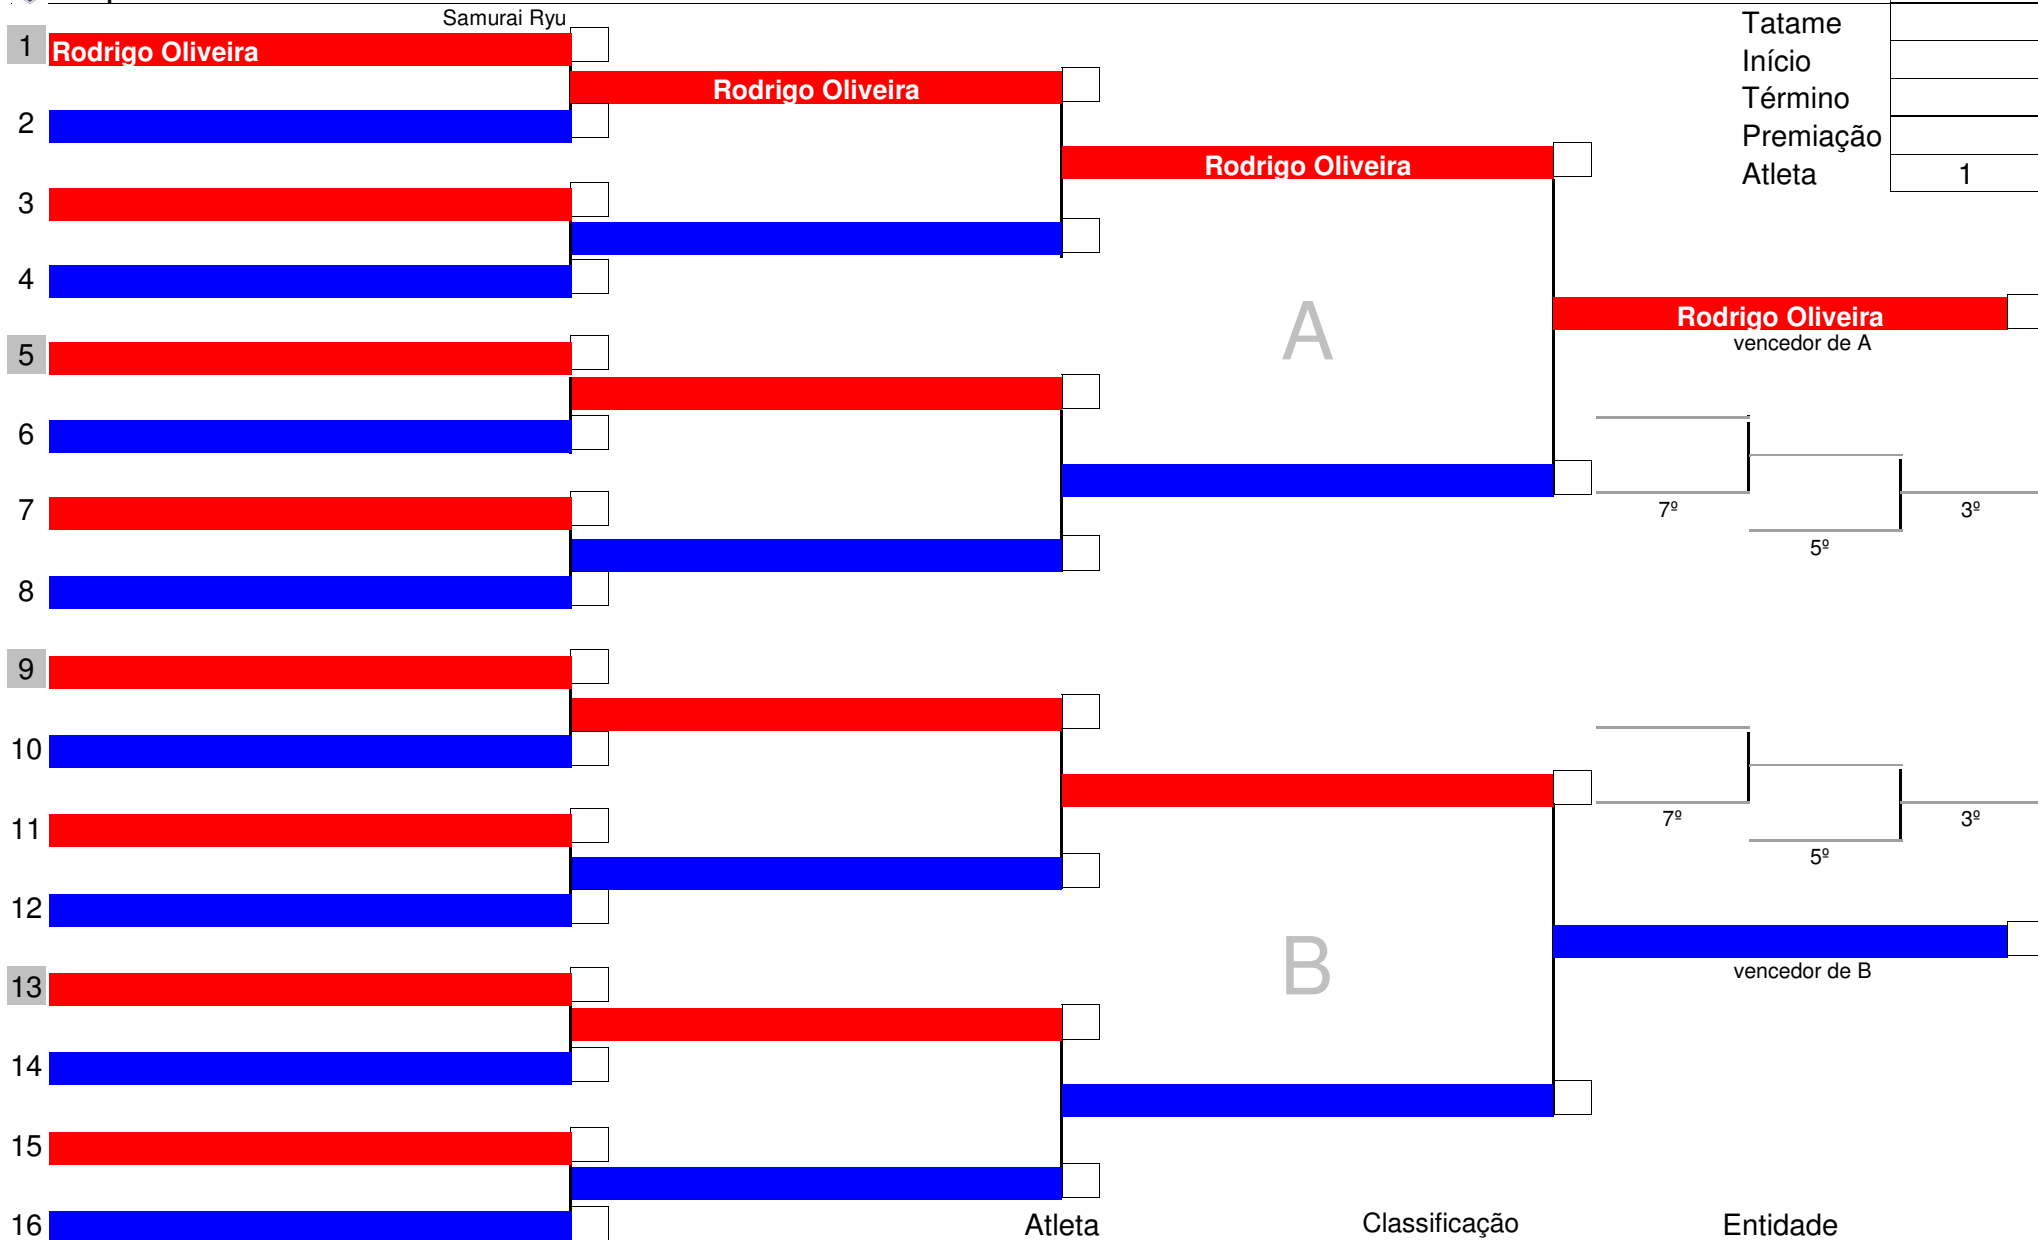 Samurai Ryu
Tatame
1 Rodrigo Oliveira
Início
Rodrigo Oliveira
Término
2
Premiação
Rodrigo Oliveira
Atleta 1
3
4
A
Rodrigo Oliveira
vencedor de A
5
6
7
7º 3º
5º
8
9
10
11
7º 3º
5º
12
B
vencedor de B
13
14
15
16
Atleta Classificação Entidade